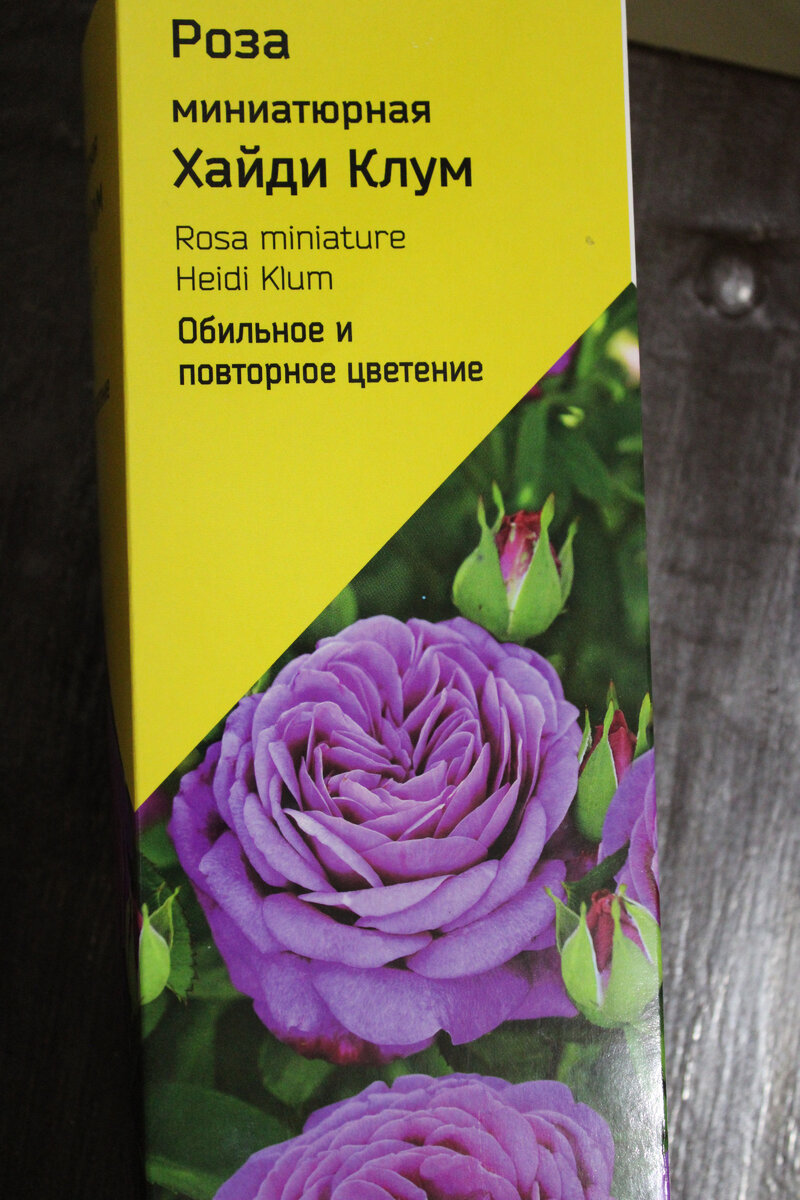 Роза
миниатюрная
Хайди Клум
Rosa miniature
Heidi Klum
Обильное и
повторное цветение